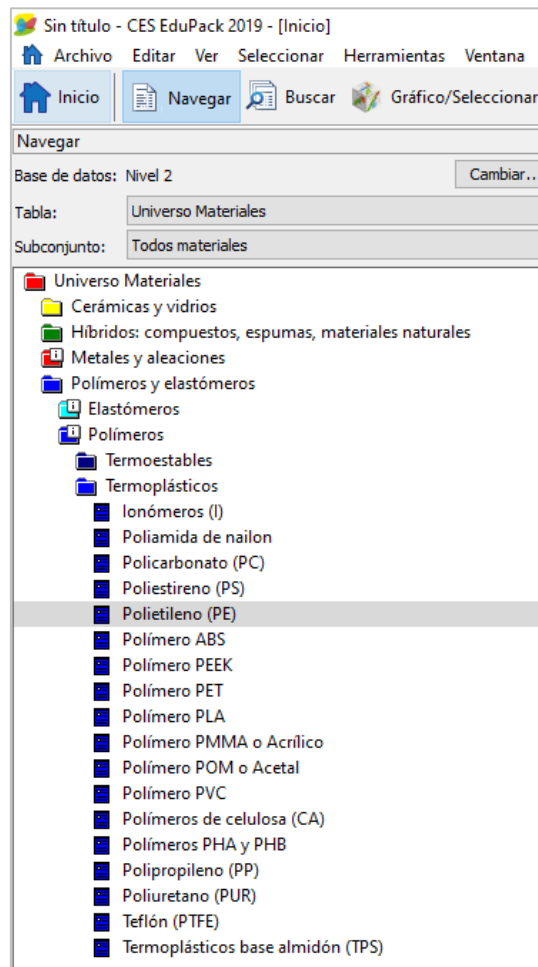 Sin título - CES EduPack 2019 - [Inicio]
Archivo Editar Ver Seleccionar Herramientas Ventana
Inicio Navegar Buscar Gráfico/Seleccionar
Navegar
Base de datos: Nivel 2 Cambiar..
Tabla: Universo Materiales
Subconjunto: Todos materiales
Universo Materiales
Cerámicas y vidrios
Híbridos: compuestos, espumas, materiales naturales
Metales y aleaciones
Polímeros y elastómeros
Elastómeros
Polímeros
Termoestables
Termoplásticos
Ionómeros (I)
Poliamida de nailon
Policarbonato (PC)
Poliestireno (PS)
Polietileno (PE)
Polímero ABS
Polímero PEEK
Polímero PET
Polímero PLA
Polímero PMMA o Acrílico
Polímero POM o Acetal
Polímero PVC
Polímeros de celulosa (CA)
Polímeros PHA y PHB
Polipropileno (PP)
Poliuretano (PUR)
Teflón (PTFE)
Termoplásticos base almidón (TPS)